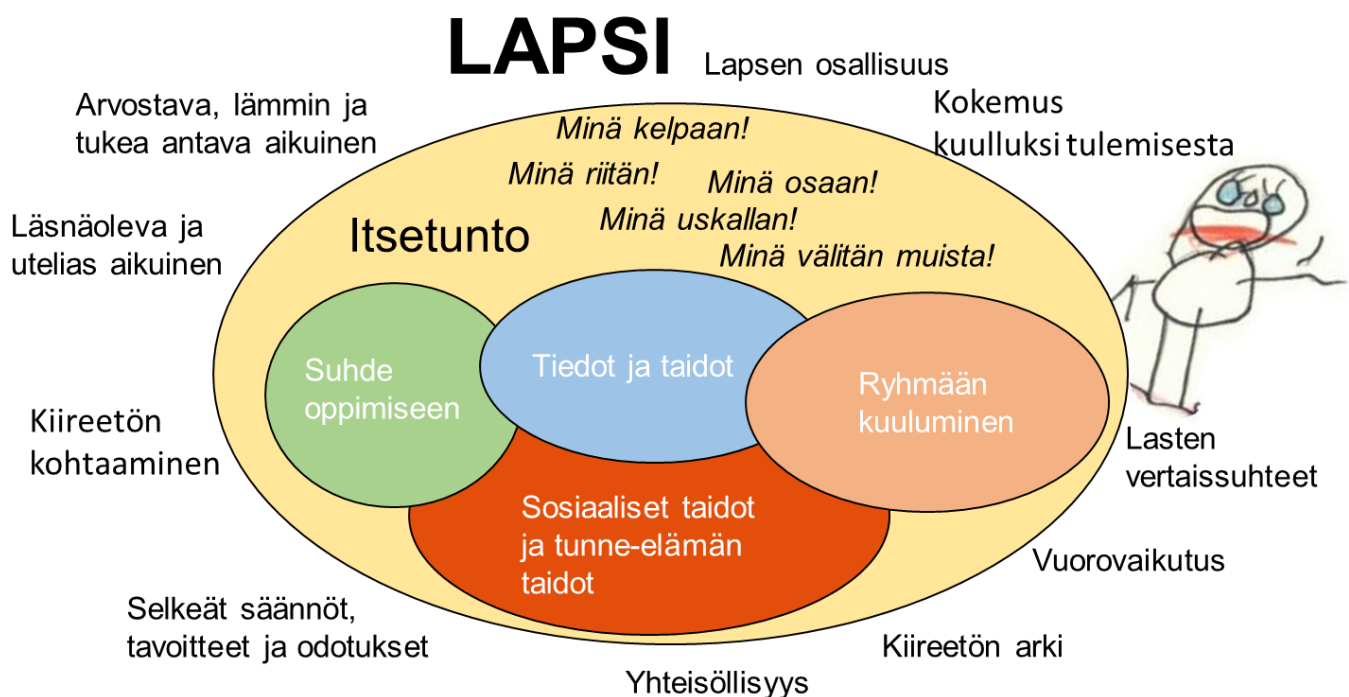 LAPSI
Lapsen osallisuus
Arvostava, lämmin ja
tukea antava aikuinen
Kokemus
kuulluksi tulemisesta
Minä kelpaan!
Minä riitän!
Minä osaan!
Minä uskallan!
Minä välitän muista!
Itsetunto
Läsnäoleva ja
utelias aikuinen
Suhde
oppimiseen
Tiedot ja taidot
Ryhmään
kuuluminen
Kiireetön
kohtaaminen
Lasten
vertaissuhteet
Sosiaaliset taidot
ja tunne-elämän
taidot
Vuorovaikutus
Selkeät säännöt,
tavoitteet ja odotukset
Kiireetön arki
Yhteisöllisyys